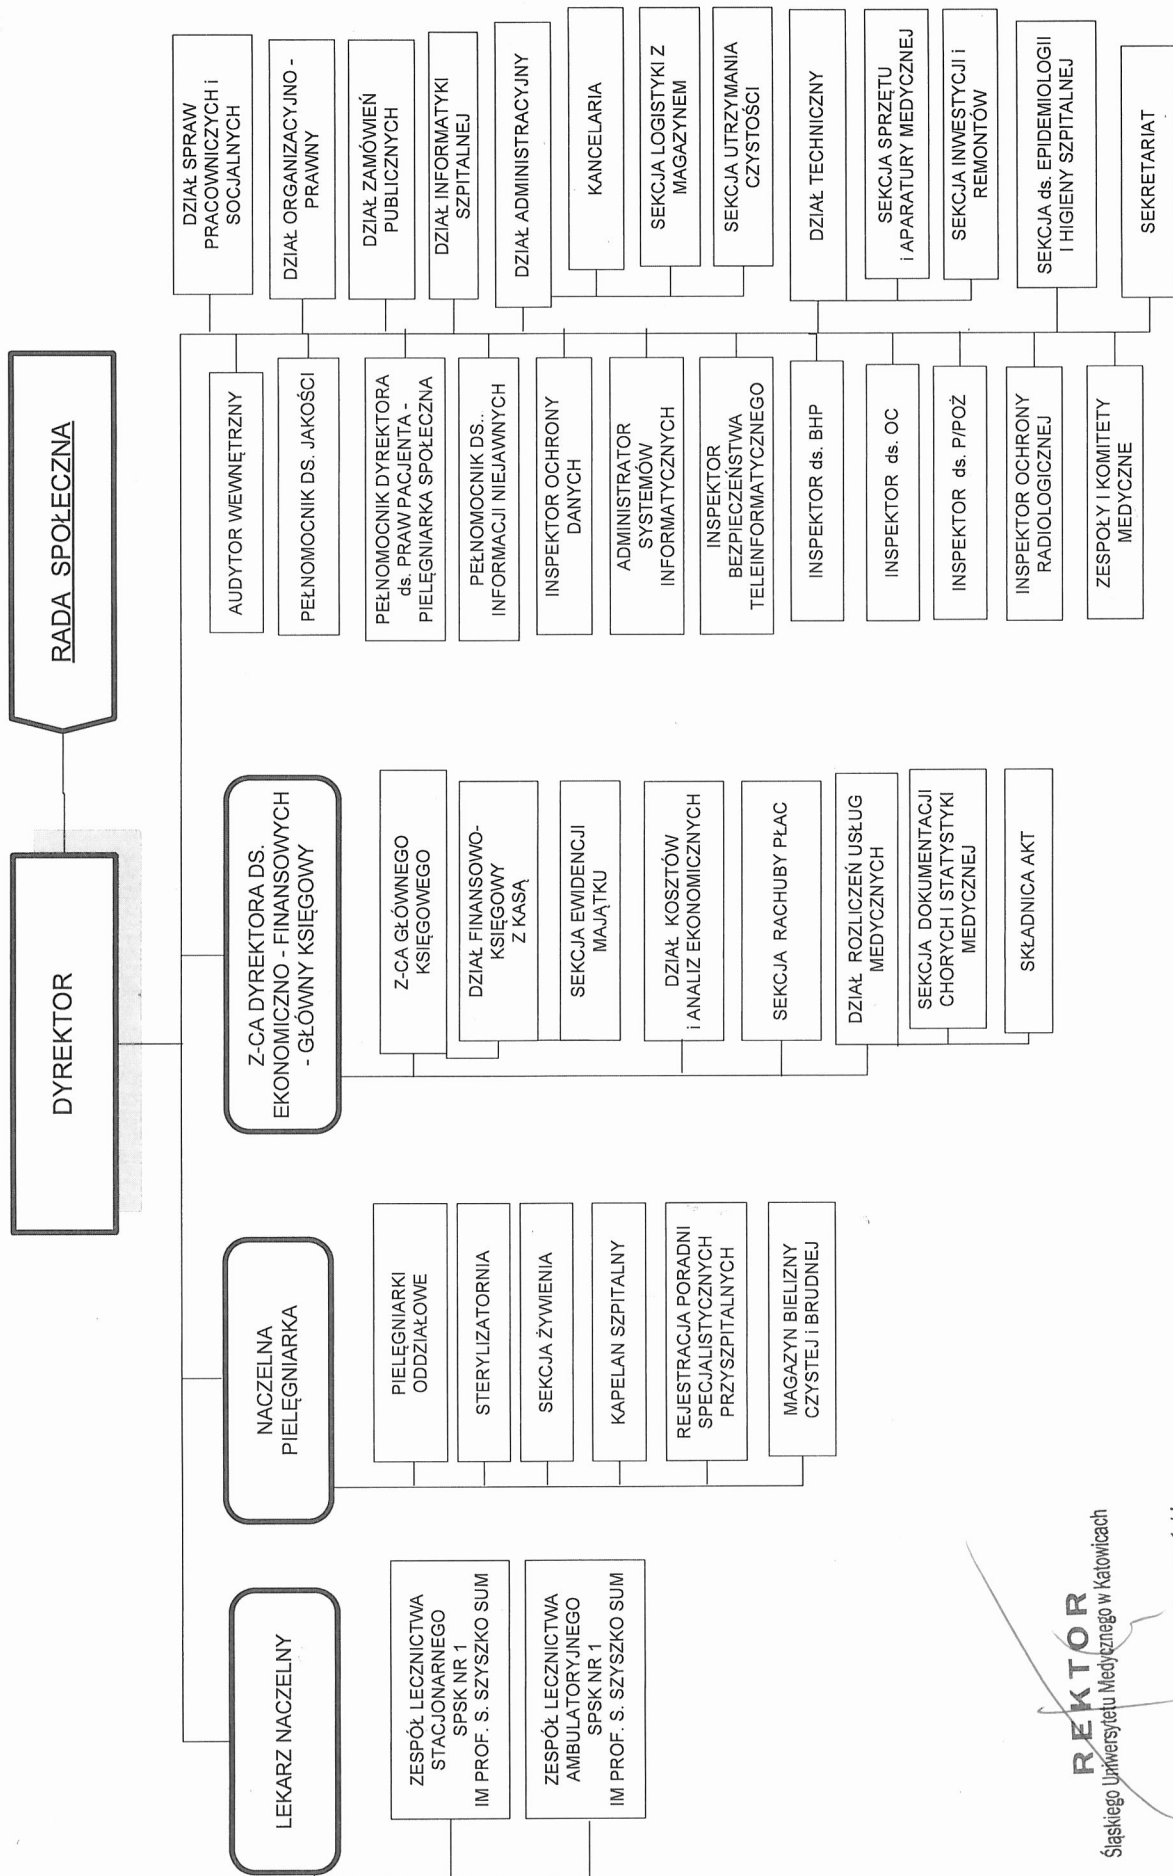 RADA SPOŁECZNA
DYREKTOR
LEKARZ NACZELNY
ZESPÓŁ LECZNICTWA
STACJONARNEGO
SPSK NR 1
IM PROF. S. SZYSZKO SUM
ZESPÓŁ LECZNICTWA
AMBULATORYJNEGO
SPSK NR 1
IM PROF. S. SZYSZKO SUM
NACZELNA
PIELĘGNIARKA
PIELĘGNIARKI
ODDZIAŁOWE
STERYLIZATORNIA
SEKCJA ŻYWIENIA
KAPELAN SZPITALNY
REJESTRACJA PORADNI
SPECJALISTYCZNYCH
PRZYSZPITALNYCH
MAGAZYN BIELIZNY
CZYSTEJ i BRUDNEJ
Z-CA DYREKTORA DS.
EKONOMICZNO - FINANSOWYCH
- GŁÓWNY KSIĘGOWY
Z-CA GŁÓWNEGO
KSIĘGOWEGO
DZIAŁ FINANSOWO-
KSIĘGOWY
Z KASĄ
SEKCJA EWIDENCJI
MAJĄTKU
DZIAŁ KOSZTÓW
i ANALIZ EKONOMICZNYCH
SEKCJA RACHUBY PŁAC
DZIAŁ ROZLICZEŃ USŁUG
MEDYCZNYCH
SEKCJA DOKUMENTACJI
CHORYCH I STATYSTYKI
MEDYCZNEJ
SKŁADNICA AKT
AUDYTOR WEWNĘTRZNY
PEŁNOMOCNIK DS. JAKOŚCI
PEŁNOMOCNIK DYREKTORA
ds. PRAW PACJENTA -
PIELĘGNIARKA SPOŁECZNA
PEŁNOMOCNIK DS..
INFORMACJI NIEJAWNYCH
INSPEKTOR OCHRONY
DANYCH
ADMINISTRATOR
SYSTEMÓW
INFORMATYCZNYCH
INSPEKTOR
BEZPIECZEŃSTWA
TELEINFORMATYCZNEGO
INSPEKTOR ds. BHP
INSPEKTOR ds. OC
INSPEKTOR ds. P/POŻ
INSPEKTOR OCHRONY
RADIOLOGICZNEJ
ZESPOŁY I KOMITETY
MEDYCZNE
DZIAŁ SPRAW
PRACOWNICZYCH i
SOCJALNYCH
DZIAŁ ORGANIZACYJNO -
PRAWNY
DZIAŁ ZAMÓWIEŃ
PUBLICZNYCH
DZIAŁ INFORMATYKI
SZPITALNEJ
DZIAŁ ADMINISTRACYJNY
KANCELARIA
SEKCJA LOGISTYKI Z
MAGAZYNEM
SEKCJA UTRZYMANIA
CZYSTOŚCI
DZIAŁ TECHNICZNY
SEKCJA SPRZĘTU
i APARATURY MEDYCZNEJ
SEKCJA INWESTYCJI i
REMONTÓW
SEKCJA ds. EPIDEMIOLOGII
I HIGIENY SZPITALNEJ
SEKRETARIAT
REKTOR
Śląskiego Uniwersytetu Medycznego w Katowicach